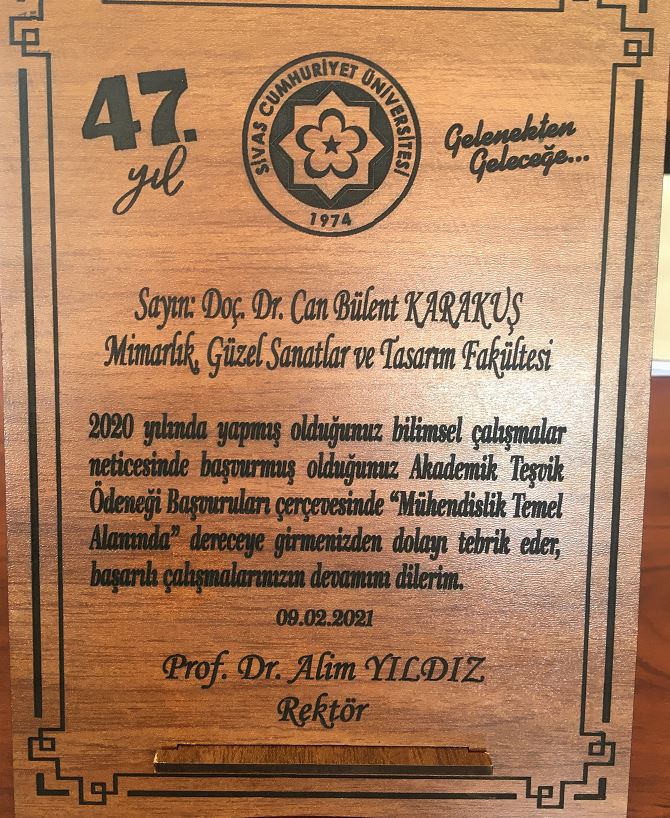 47.
yıl
SİVAS CUMHURİYET ÜNİVERSİTESİ
1974
Gelenekten
Geleceğe...
Sayın: Doç. Dr. Can Bülent KARAKUŞ
Mimarlık, Güzel Sanatlar ve Tasarım Fakültesi
2020 yılında yapmış olduğunuz bilimsel çalışmalar
neticesinde başvurmuş olduğunuz Akademik Teşvik
Ödeneği Başvuruları çerçevesinde “Mühendislik Temel
Alanında” dereceye girmenizden dolayı tebrik eder,
başarılı çalışmalarınızın devamını dilerim.
09.02.2021
Prof. Dr. Alim YILDIZ
Rektör